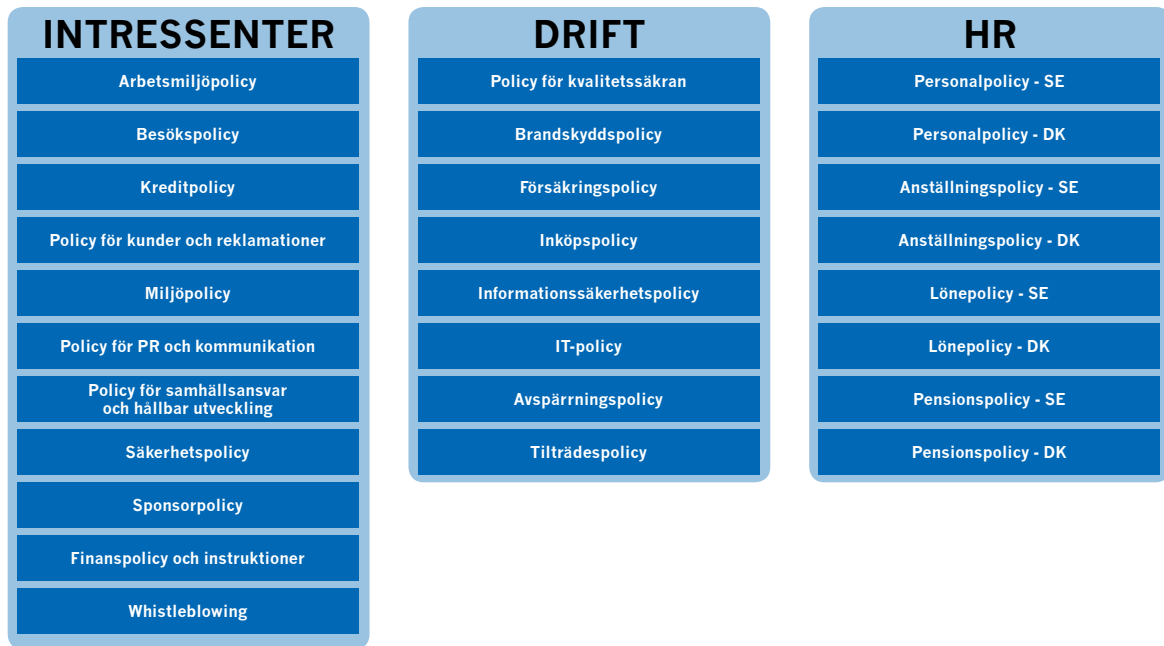 INTRESSENTER
Arbetsmiljöpolicy
Besökspolicy
Kreditpolicy
Policy för kunder och reklamationer
Miljöpolicy
Policy för PR och kommunikation
Policy för samhällsansvar
och hållbar utveckling
Säkerhetspolicy
Sponsorpolicy
Finanspolicy och instruktioner
Whistleblowing
DRIFT
Policy för kvalitetssäkran
Brandskyddspolicy
Försäkringspolicy
Inköpspolicy
Informationssäkerhetspolicy
IT-policy
Avspärrningspolicy
Tilträdespolicy
HR
Personalpolicy - SE
Personalpolicy - DK
Anställningspolicy - SE
Anställningspolicy - DK
Lönepolicy - SE
Lönepolicy - DK
Pensionspolicy - SE
Pensionspolicy - DK